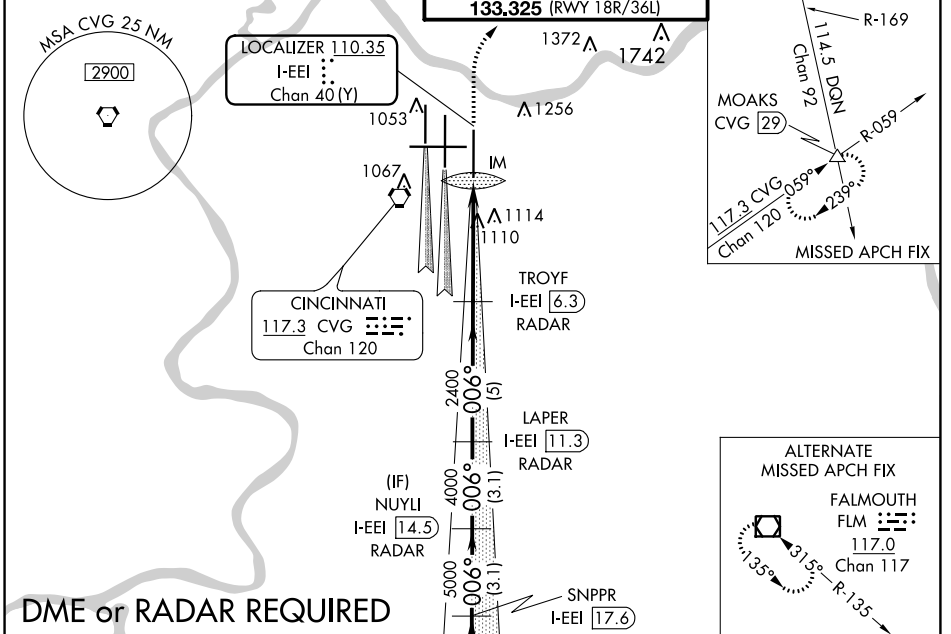 133.325 (RWY 18R/36L)
MSA CVG 25 NM
2900
LOCALIZER 110.35
I-EEI
Chan 40 (Y)
1372
1742
1256
1053
1067
IM
1114
1110
R-169
114.5 DQN
Chan 92
MOAKS
CVG 29
R-059
059°
239°
117.3 CVG
Chan 120
MISSED APCH FIX
CINCINNATI
117.3 CVG
Chan 120
TROYF
I-EEI 6.3
RADAR
2400
006°
(5)
LAPER
I-EEI 11.3
RADAR
4000
006°
(3.1)
(IF)
NUYLI
I-EEI 14.5
RADAR
5000
006°
(3.1)
SNPPR
I-EEI 17.6
ALTERNATE
MISSED APCH FIX
FALMOUTH
FLM
117.0
Chan 117
315°
135°
R-135
DME or RADAR REQUIRED